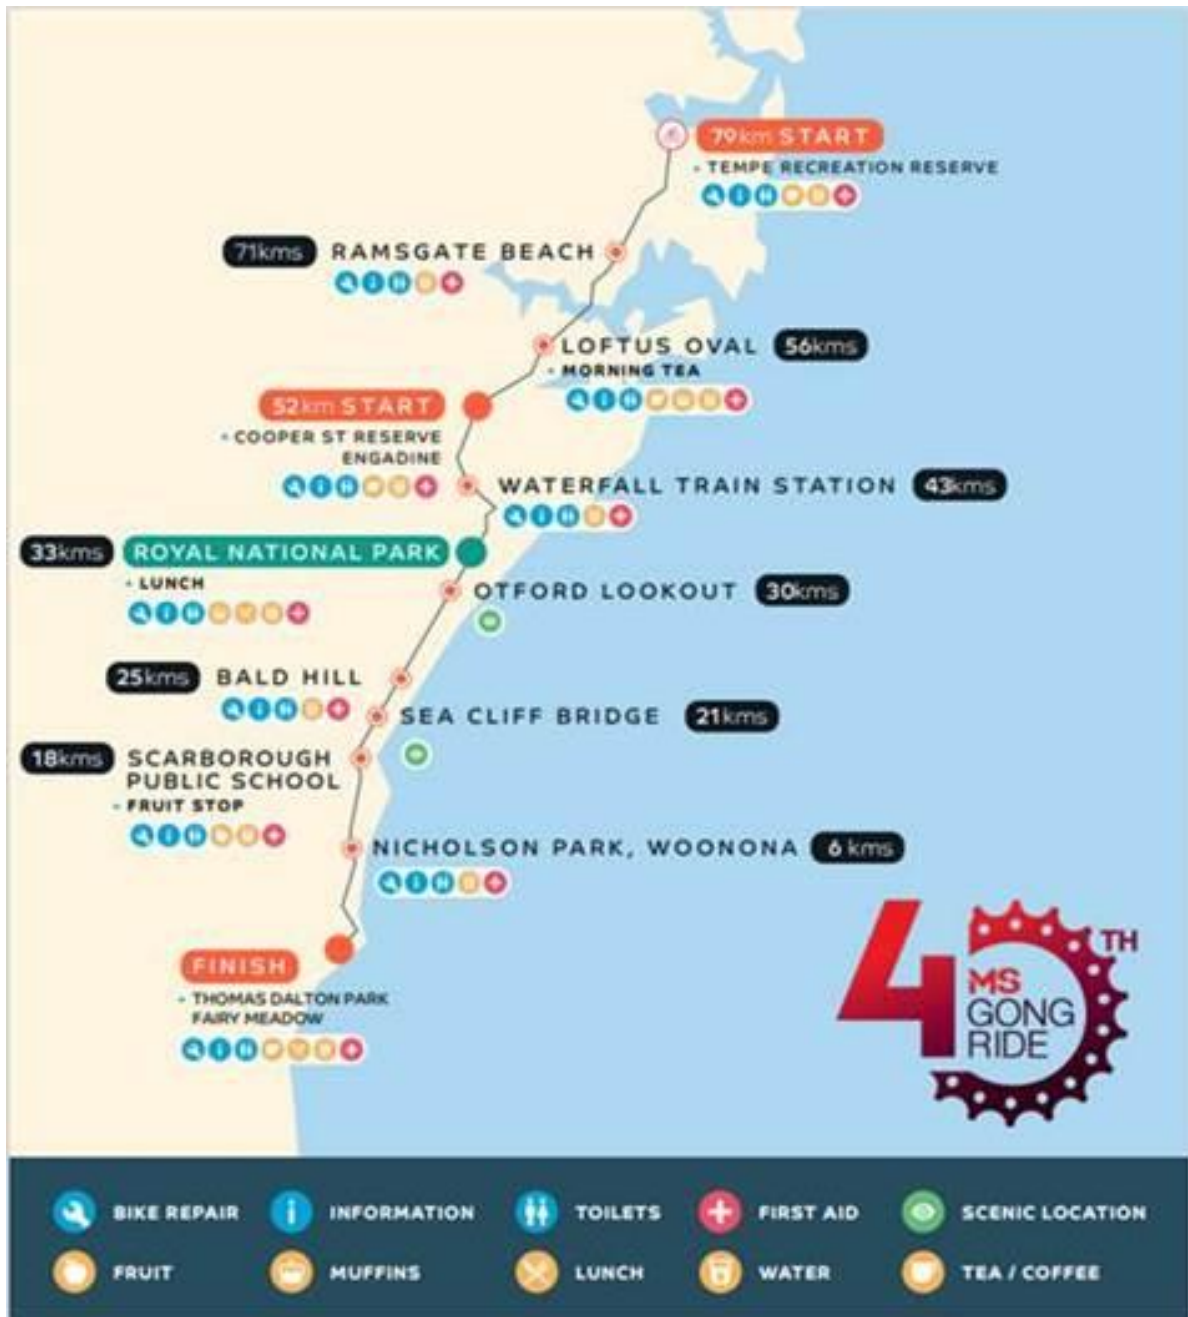 79km START
• TEMPE RECREATION RESERVE
71kms RAMSGATE BEACH
LOFTUS OVAL 56kms
• MORNING TEA
52km START
• COOPER ST RESERVE
ENGADINE
WATERFALL TRAIN STATION 43kms
33kms ROYAL NATIONAL PARK
• LUNCH
OTFORD LOOKOUT 30kms
25kms BALD HILL
SEA CLIFF BRIDGE 21kms
18kms SCARBOROUGH
PUBLIC SCHOOL
• FRUIT STOP
NICHOLSON PARK, WOONONA 6 kms
FINISH
• THOMAS DALTON PARK
FAIRY MEADOW
40TH
MS
GONG
RIDE
BIKE REPAIR INFORMATION TOILETS FIRST AID SCENIC LOCATION
FRUIT MUFFINS LUNCH WATER TEA / COFFEE